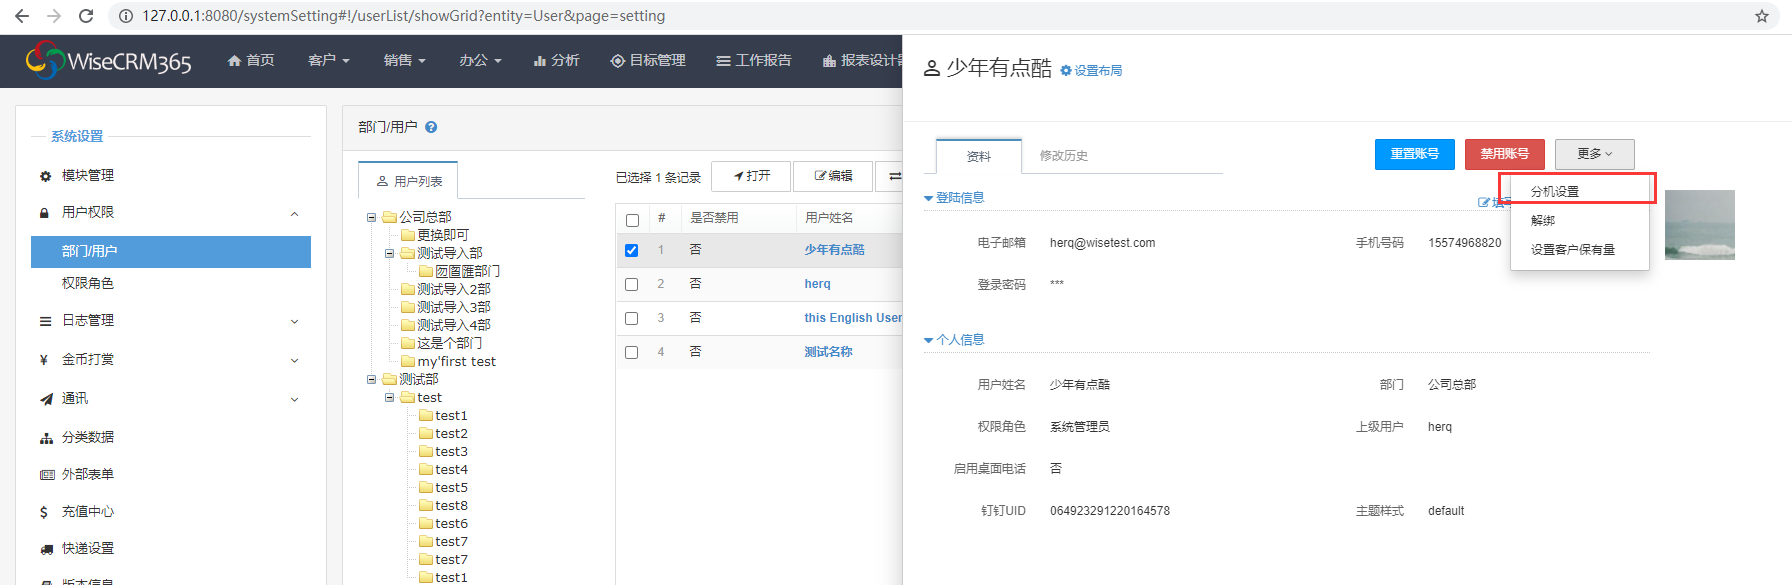 127.0.0.1:8080/systemSetting#!/userList/showGrid?entity=User&page=setting
WiseCRM365
首页
客户
销售
办公
分析
目标管理
工作报告
报表设计
少年有点酷
设置布局
系统设置
模块管理
用户权限
部门/用户
权限角色
日志管理
金币打赏
通讯
分类数据
外部表单
充值中心
快递设置
版本信息
部门/用户
用户列表
公司总部
更换即可
测试导入部
部门
测试导入2部
测试导入3部
测试导入4部
这是个部门
my'first test
测试部
test
test1
test2
test3
test4
test5
test8
test6
test7
test7
test1
已选择 1 条记录
打开
编辑
# 是否禁用 用户姓名
1 否 少年有点酷
2 否 herq
3 否 this English User
4 否 测试名称
资料
修改历史
重置账号
禁用账号
更多
分机设置
解绑
设置客户保有量
登陆信息
电子邮箱 herq@wisetest.com
手机号码 15574968820
登录密码 ***
个人信息
用户姓名 少年有点酷
部门 公司总部
权限角色 系统管理员
上级用户 herq
启用桌面电话 否
钉钉UID 064923291220164578
主题样式 default